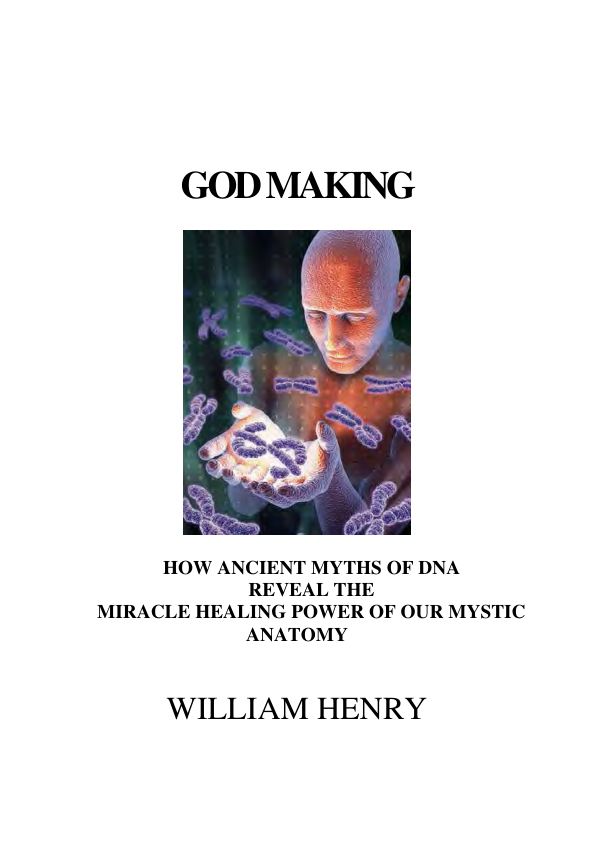 GOD MAKING
HOW ANCIENT MYTHS OF DNA
REVEAL THE
MIRACLE HEALING POWER OF OUR MYSTIC
ANATOMY
WILLIAM HENRY